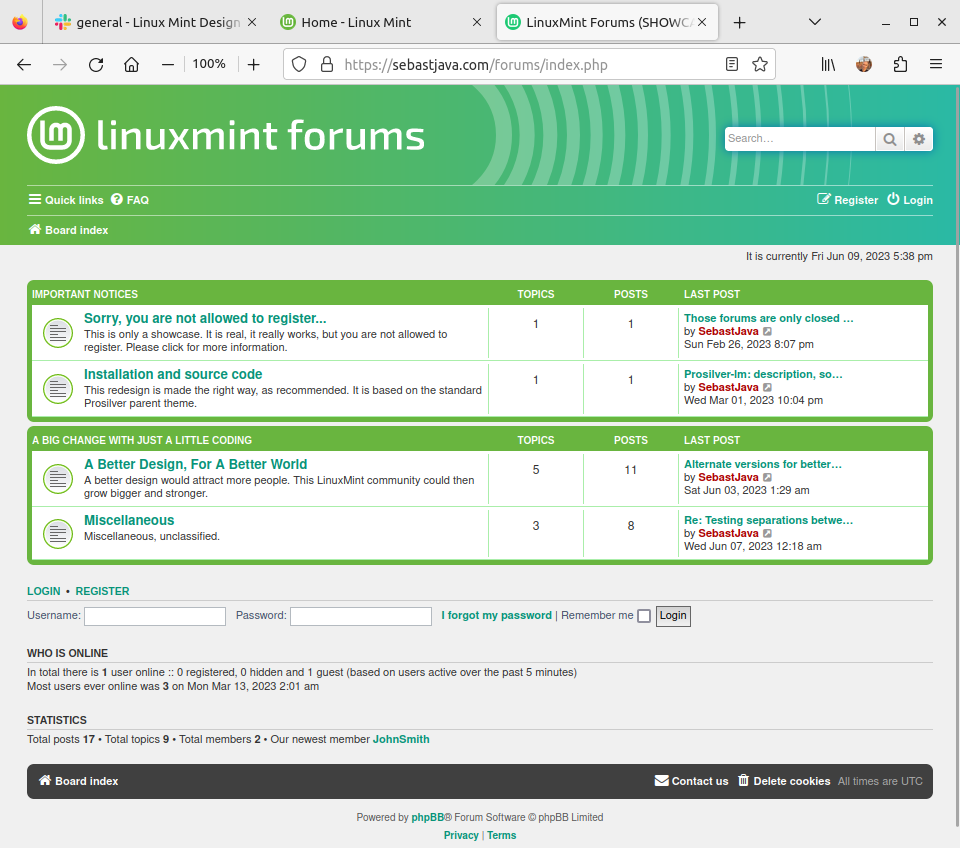 general - Linux Mint Design
Home - Linux Mint
LinuxMint Forums (SHOWCA
100%
https://sebastjava.com/forums/index.php
lm linuxmint forums
Search…
Quick links FAQ
Register Login
Board index
It is currently Fri Jun 09, 2023 5:38 pm
IMPORTANT NOTICES TOPICS POSTS LAST POST
Sorry, you are not allowed to register...
This is only a showcase. It is real, it really works, but you are not allowed to
register. Please click for more information.
1 1
Those forums are only closed …
by SebastJava
Sun Feb 26, 2023 8:07 pm
Installation and source code
This redesign is made the right way, as recommended. It is based on the standard
Prosilver parent theme.
1 1
Prosilver-lm: description, so…
by SebastJava
Wed Mar 01, 2023 10:04 pm
A BIG CHANGE WITH JUST A LITTLE CODING TOPICS POSTS LAST POST
A Better Design, For A Better World
A better design would attract more people. This LinuxMint community could then
grow bigger and stronger.
5 11
Alternate versions for better…
by SebastJava
Sat Jun 03, 2023 1:29 am
Miscellaneous
Miscellaneous, unclassified.
3 8
Re: Testing separations betwe…
by SebastJava
Wed Jun 07, 2023 12:18 am
LOGIN • REGISTER
Username: Password: I forgot my password | Remember me Login
WHO IS ONLINE
In total there is 1 user online :: 0 registered, 0 hidden and 1 guest (based on users active over the past 5 minutes)
Most users ever online was 3 on Mon Mar 13, 2023 2:01 am
STATISTICS
Total posts 17 • Total topics 9 • Total members 2 • Our newest member JohnSmith
Board index
Contact us Delete cookies All times are UTC
Powered by phpBB® Forum Software © phpBB Limited
Privacy | Terms